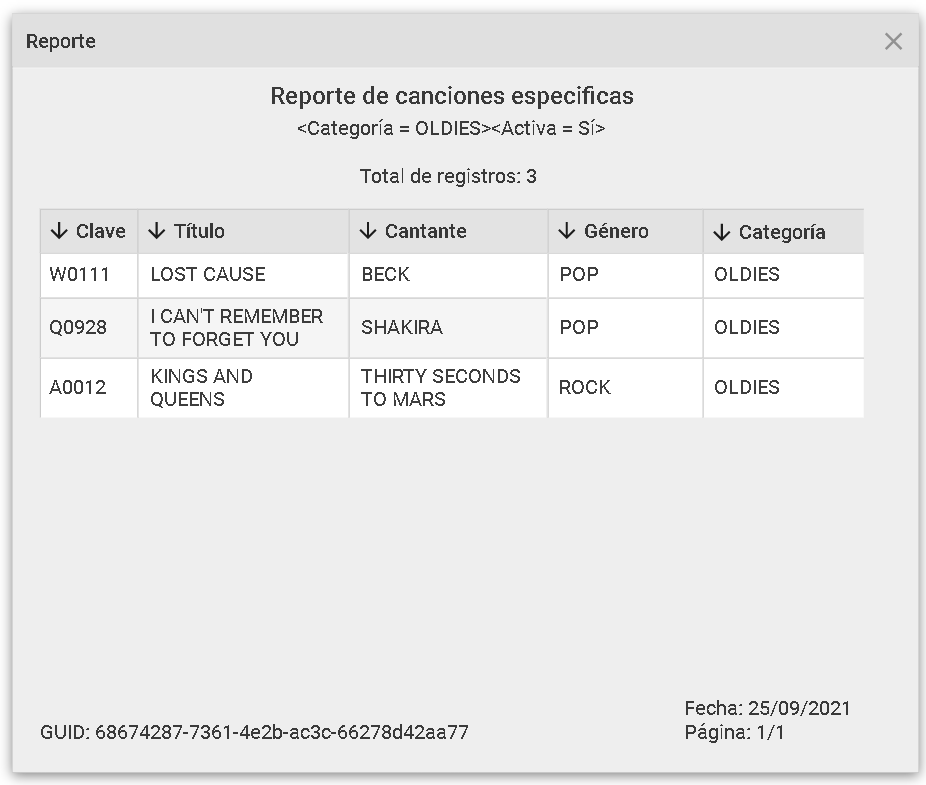 Reporte
Reporte de canciones especificas
<Categoría = OLDIES><Activa = Sí>
Total de registros: 3
Clave Título Cantante Género Categoría
W0111 LOST CAUSE BECK POP OLDIES
Q0928 I CAN'T REMEMBER TO FORGET YOU SHAKIRA POP OLDIES
A0012 KINGS AND QUEENS THIRTY SECONDS TO MARS ROCK OLDIES
GUID: 68674287-7361-4e2b-ac3c-66278d42aa77
Fecha: 25/09/2021
Página: 1/1